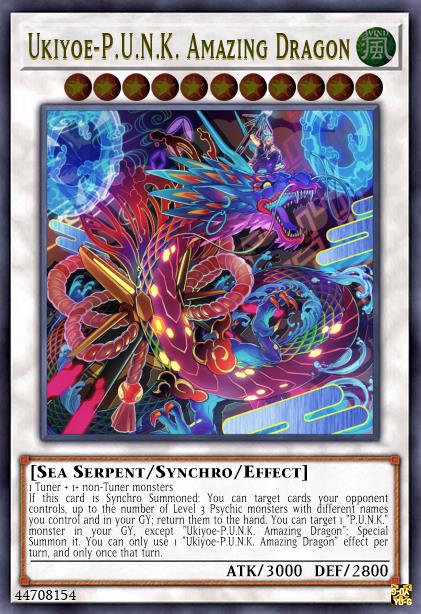 Ukiyoe-P.U.N.K. Amazing Dragon
WIND
風
[Sea Serpent/Synchro/Effect]
1 Tuner + 1+ non-Tuner monsters
If this card is Synchro Summoned: You can target cards your opponent
controls, up to the number of Level 3 Psychic monsters with different names
you control and in your GY; return them to the hand. You can target 1 "P.U.N.K."
monster in your GY, except "Ukiyoe-P.U.N.K. Amazing Dragon"; Special
Summon it. You can only use 1 "Ukiyoe-P.U.N.K. Amazing Dragon" effect per
turn, and only once that turn.
ATK/3000 DEF/2800
44708154